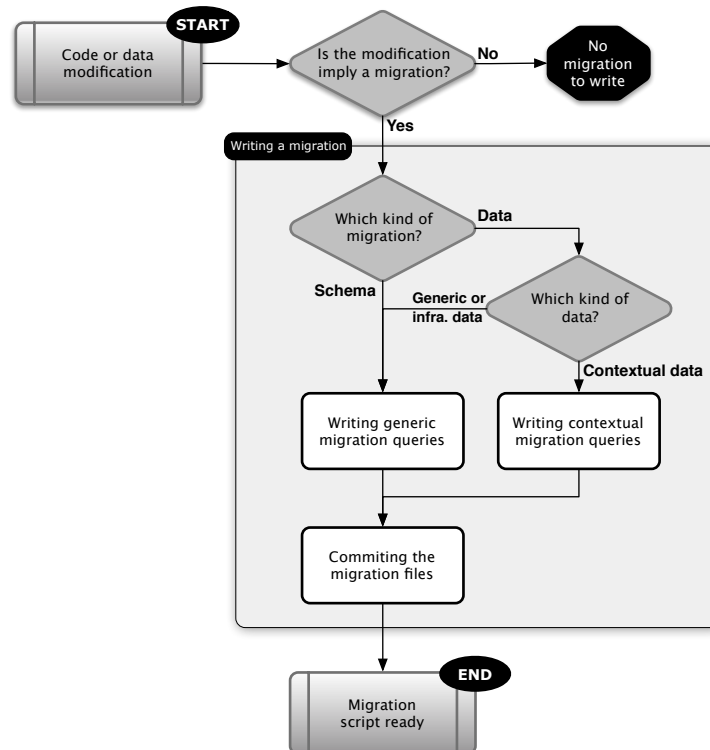 START
Code or data
modification
Is the modification
imply a migration?
No
No
migration
to write
Yes
Writing a migration
Which kind of
migration?
Data
Schema
Generic or
infra. data
Which kind of
data?
Contextual data
Writing generic
migration queries
Writing contextual
migration queries
Commiting the
migration files
END
Migration
script ready